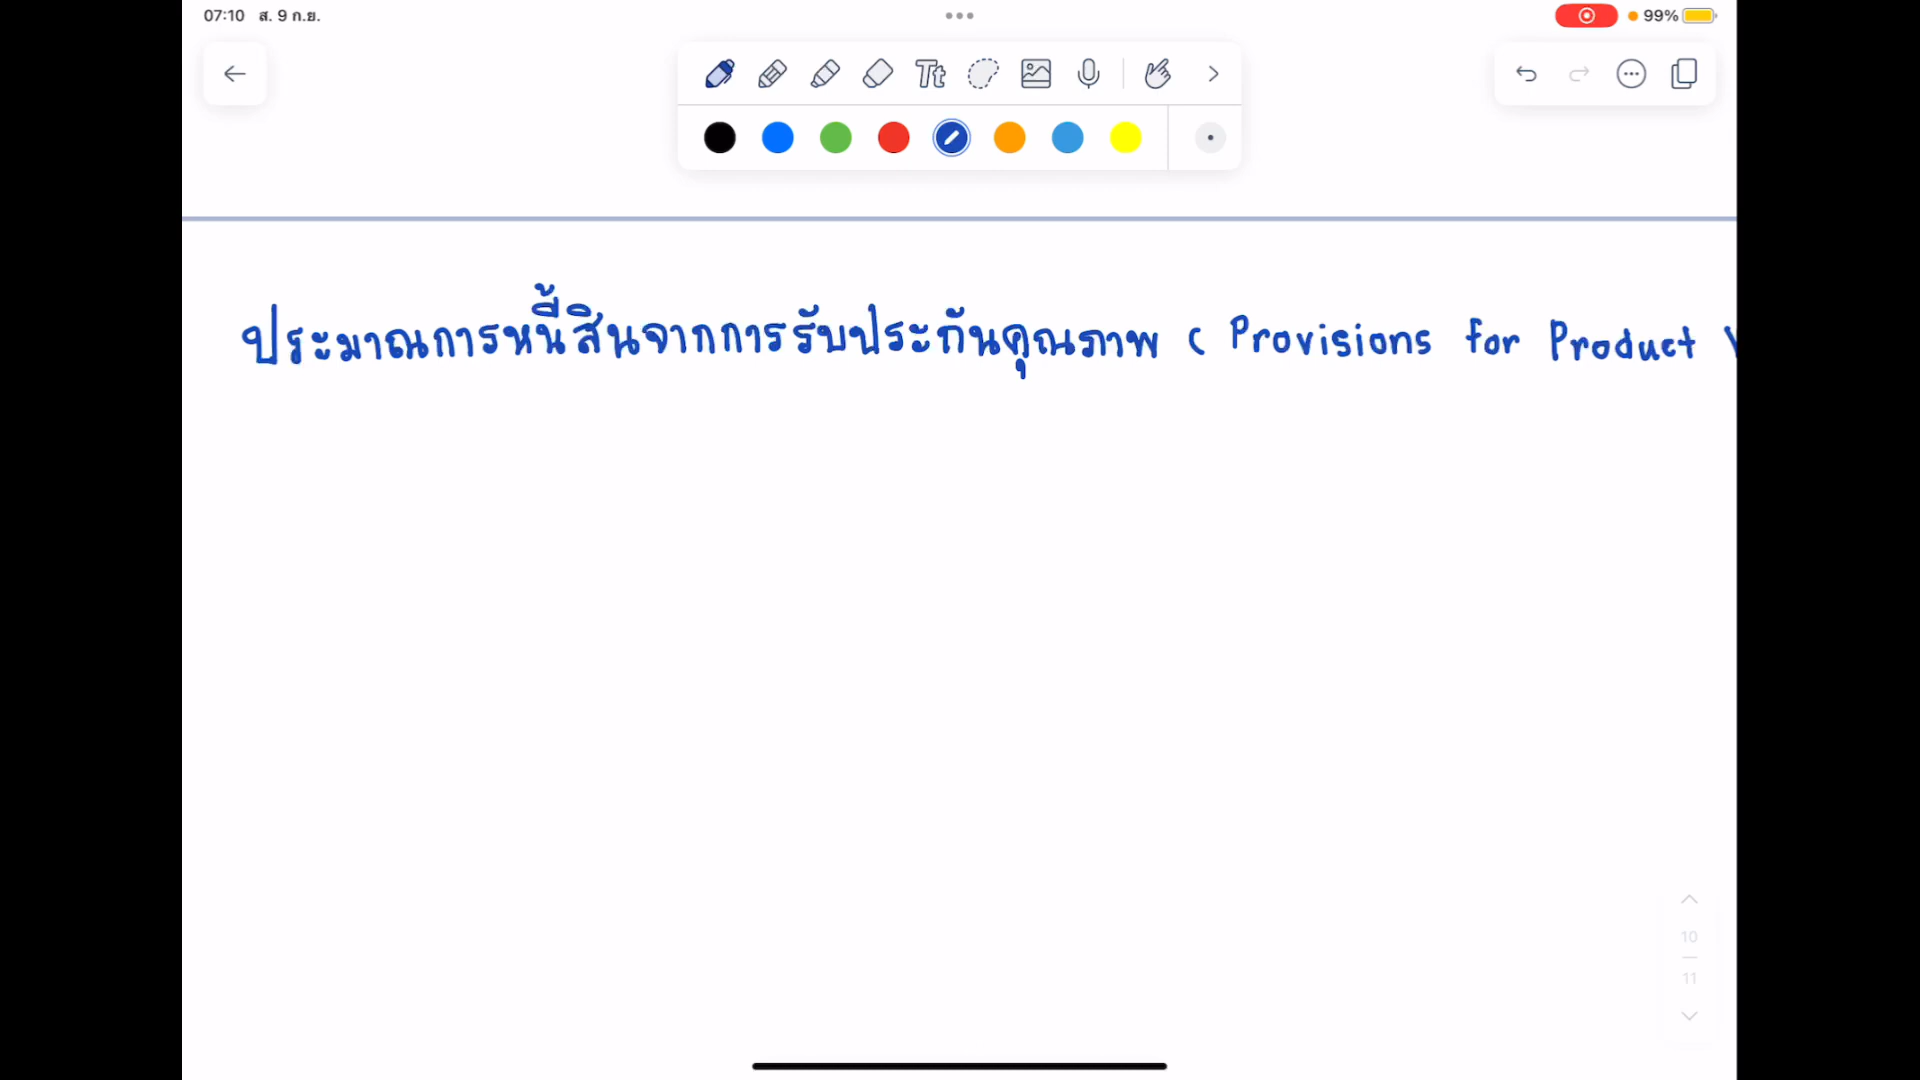 07:10 ส. 9 ก.ย.
99%
Tt
ประมาณการหนี้สินจากการรับประกันคุณภาพ ( Provisions for Product
10
11